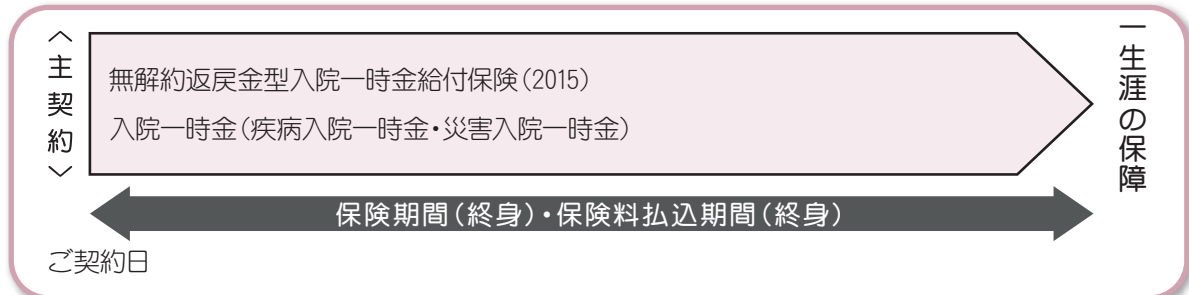 〈主契約〉
無解約返戻金型入院一時金給付保険（2015）
入院一時金（疾病入院一時金・災害入院一時金）
一生涯の保障
保険期間（終身）・保険料払込期間（終身）
ご契約日